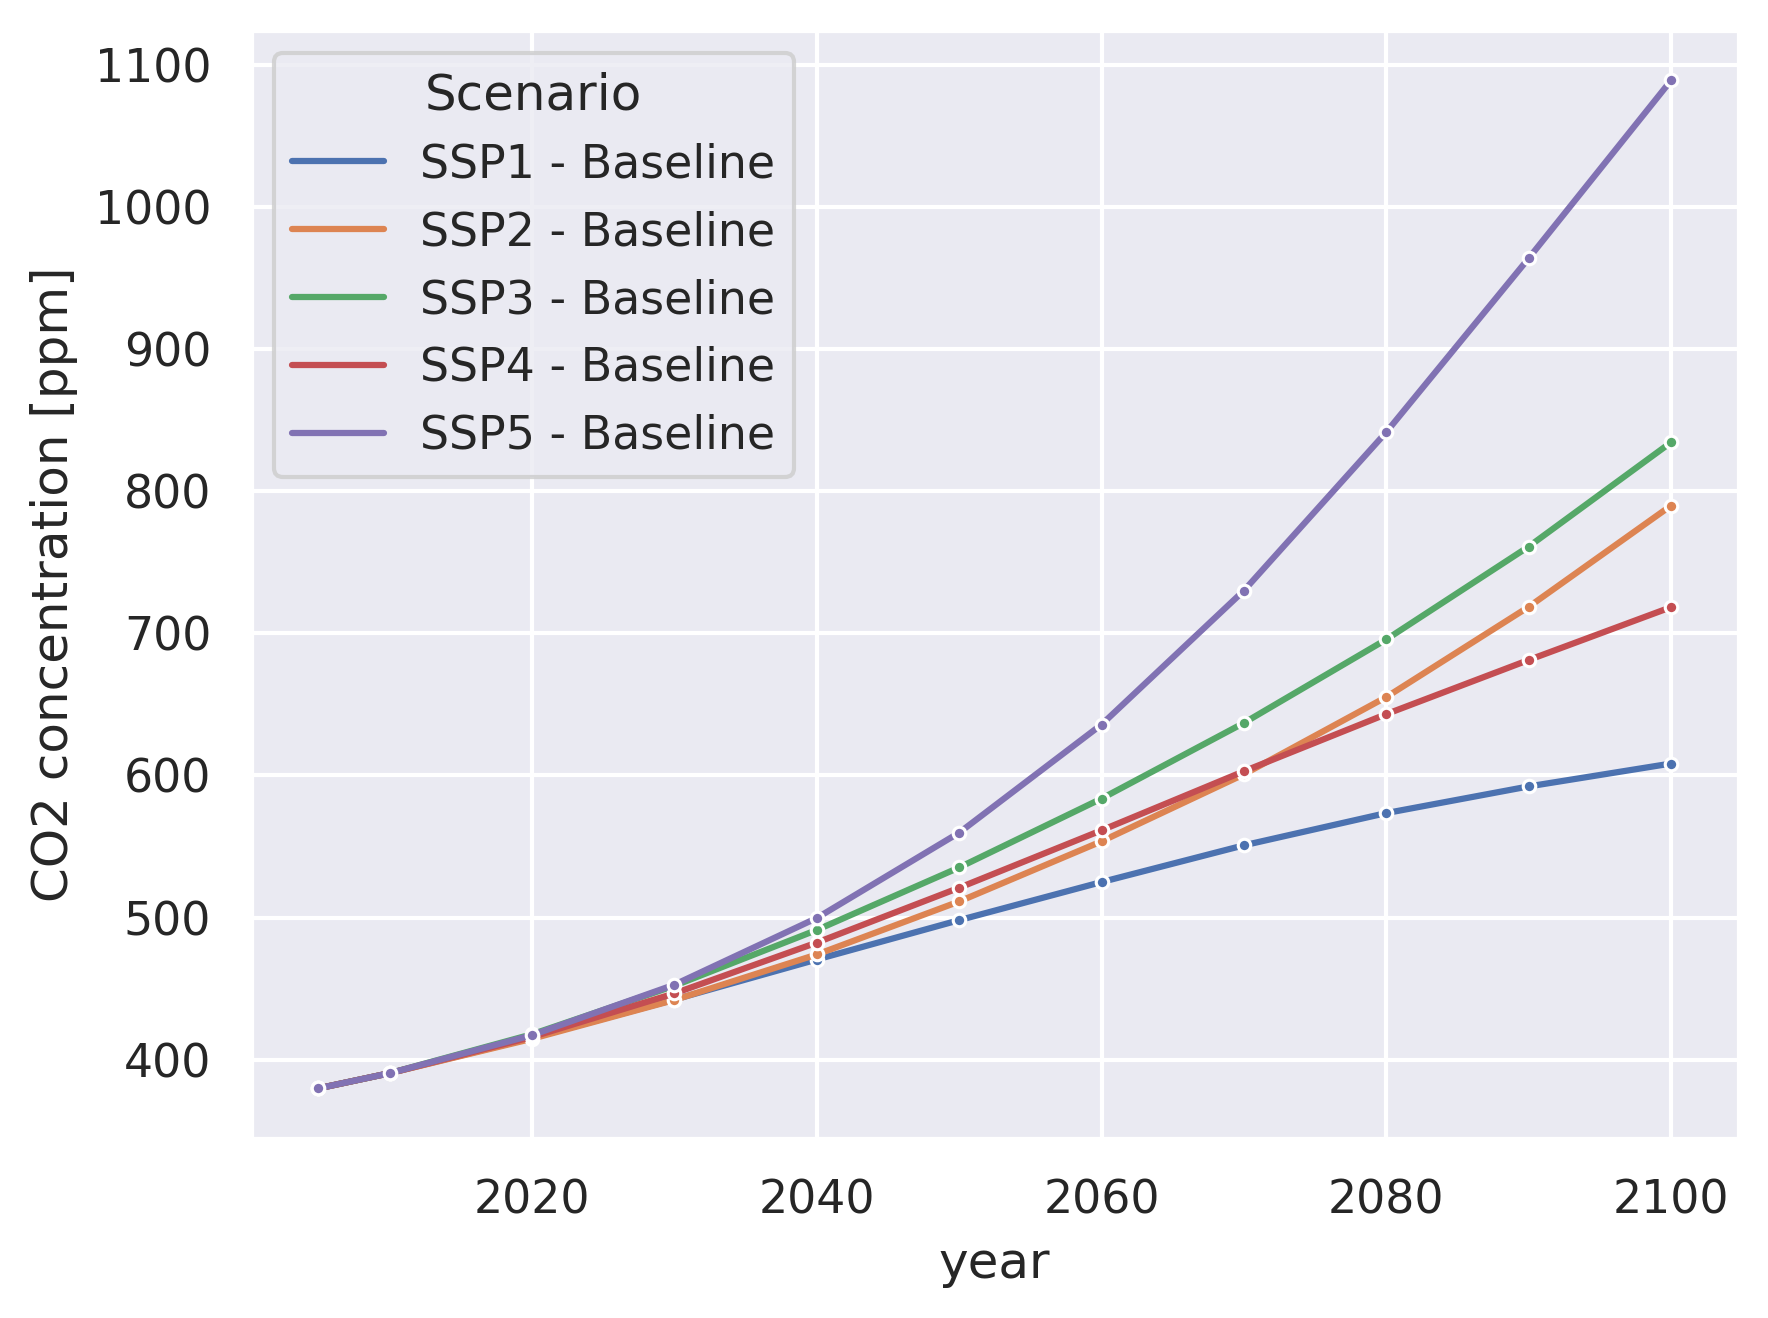 Scenario
SSP1 - Baseline
SSP2 - Baseline
SSP3 - Baseline
SSP4 - Baseline
SSP5 - Baseline
CO2 concentration [ppm]
1100
1000
900
800
700
600
500
400
2020 2040 2060 2080 2100
year